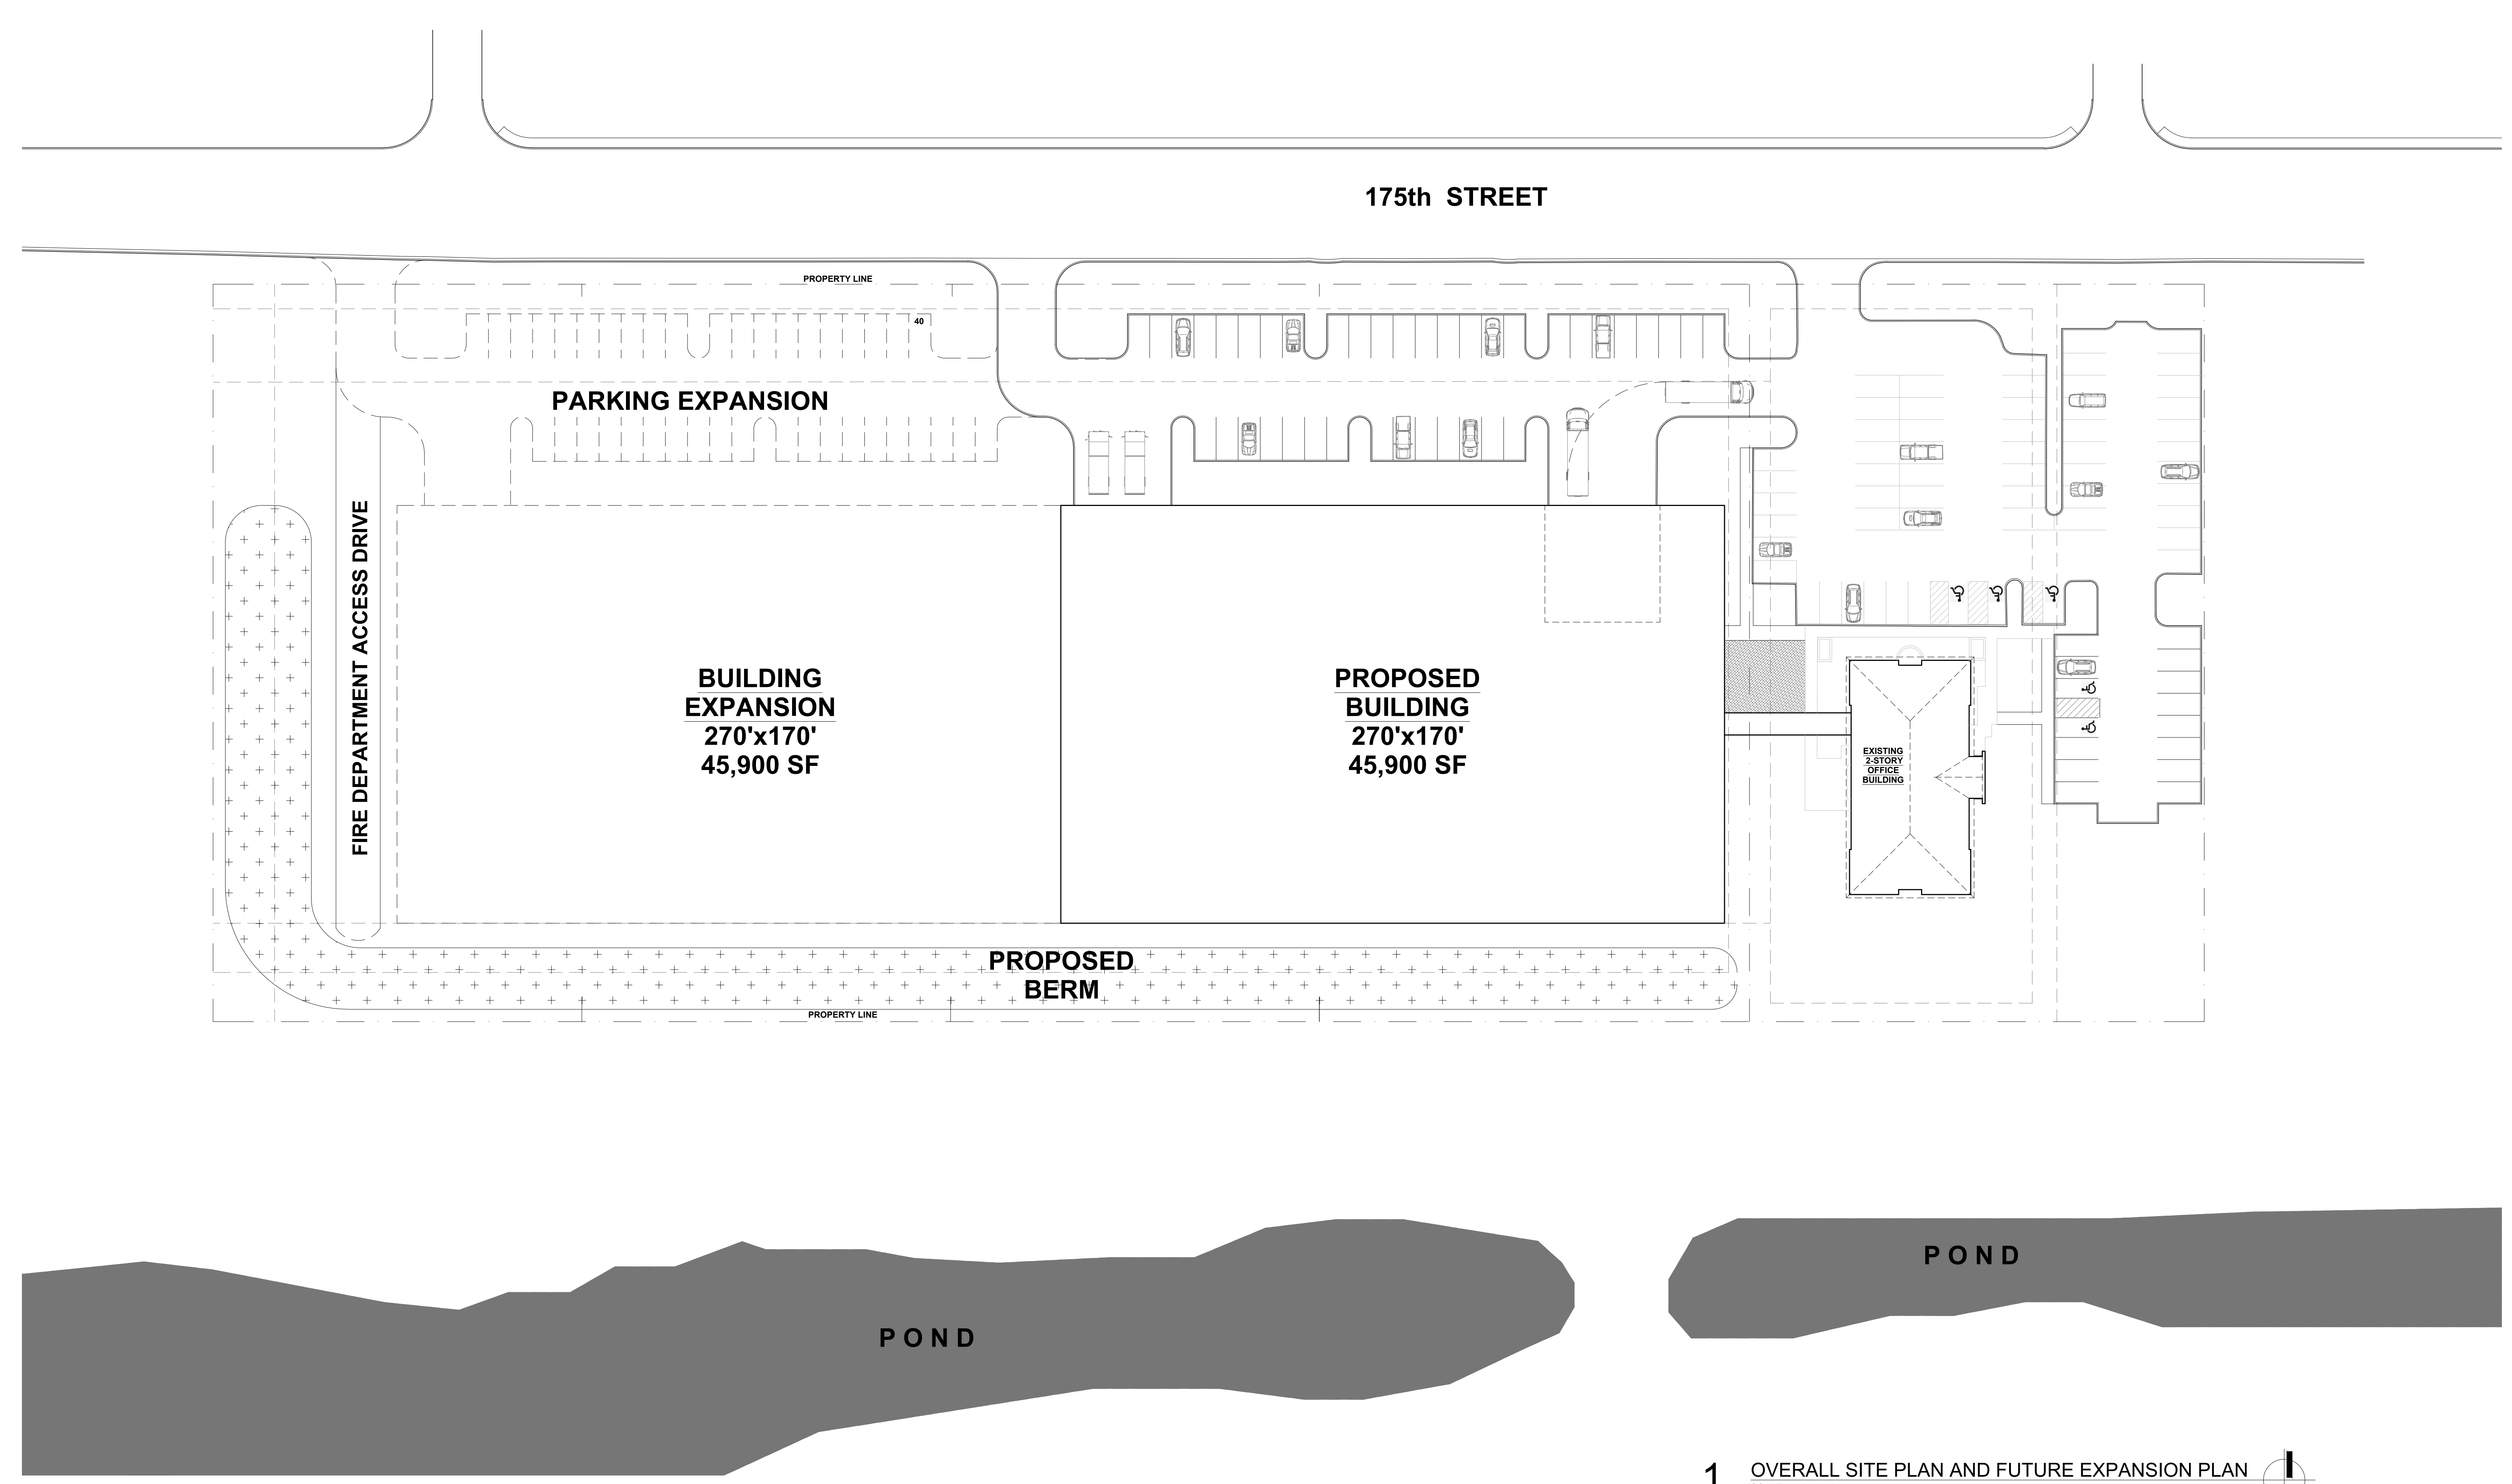 175th STREET
PROPERTY LINE
40
PARKING EXPANSION
FIRE DEPARTMENT ACCESS DRIVE
BUILDING
EXPANSION
270'x170'
45,900 SF
PROPOSED
BUILDING
270'x170'
45,900 SF
EXISTING
2-STORY
OFFICE
BUILDING
PROPOSED
BERM
PROPERTY LINE
POND
POND
1 OVERALL SITE PLAN AND FUTURE EXPANSION PLAN